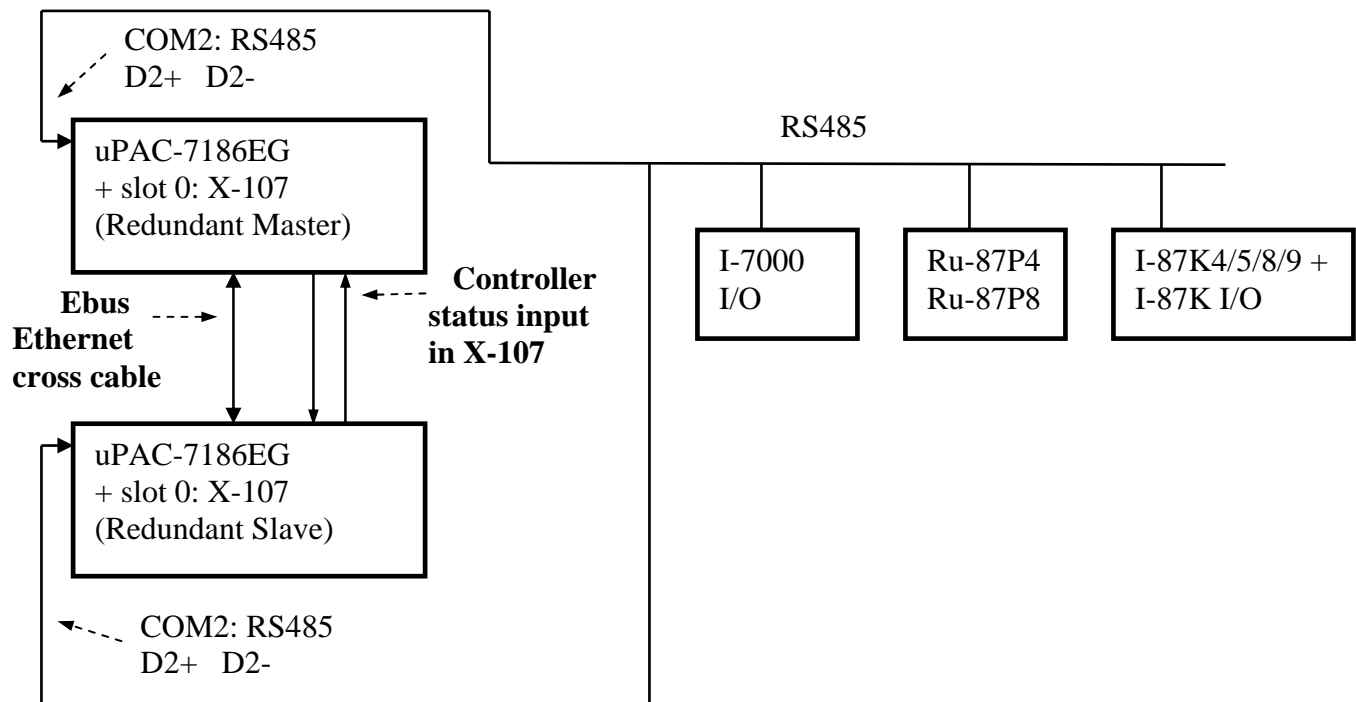 COM2: RS485
D2+ D2-
RS485
uPAC-7186EG
+ slot 0: X-107
(Redundant Master)
I-7000
I/O
Ru-87P4
Ru-87P8
I-87K4/5/8/9 +
I-87K I/O
Ebus
Ethernet
cross cable
Controller
status input
in X-107
uPAC-7186EG
+ slot 0: X-107
(Redundant Slave)
COM2: RS485
D2+ D2-